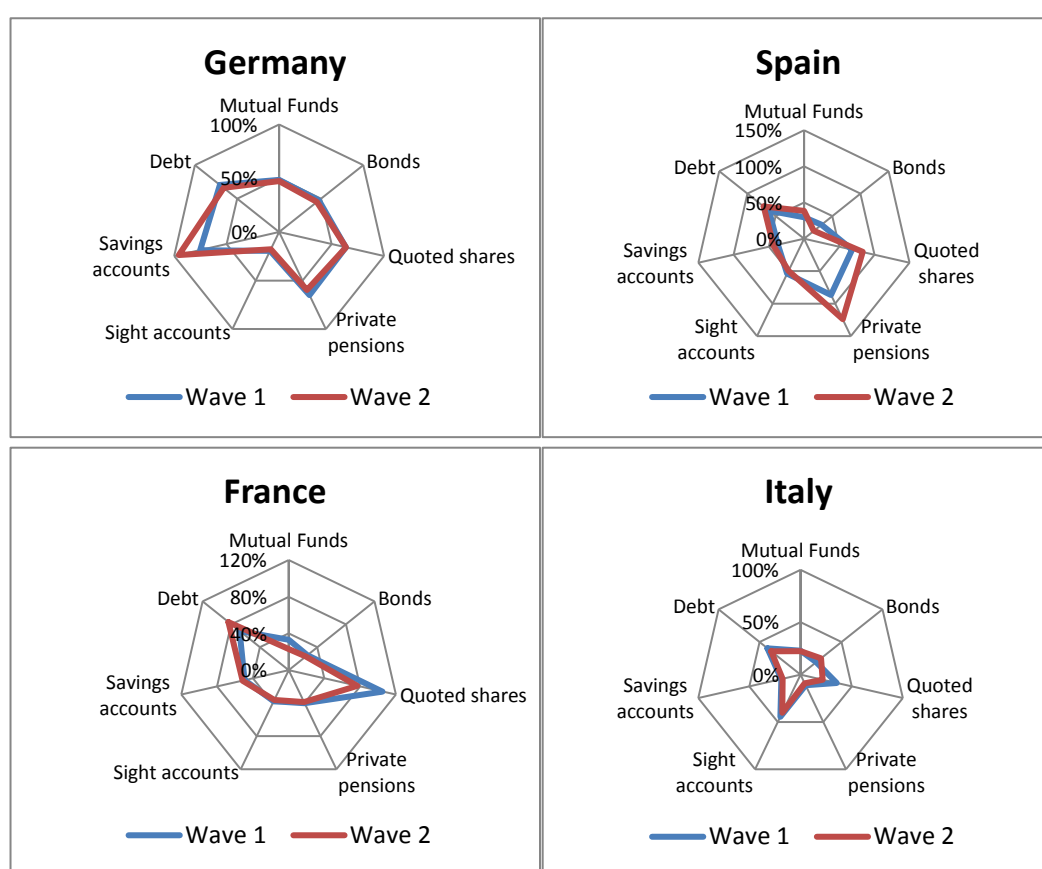 Germany
Mutual Funds
100%
Debt
Bonds
50%
0%
Savings
accounts
Quoted shares
Sight accounts
Private
pensions
Wave 1
Wave 2
Spain
Mutual Funds
150%
100%
Debt
Bonds
50%
0%
Savings
accounts
Quoted
shares
Sight
accounts
Private
pensions
Wave 1
Wave 2
France
Mutual Funds
120%
80%
Debt
Bonds
40%
0%
Savings
accounts
Quoted shares
Sight accounts
Private
pensions
Wave 1
Wave 2
Italy
Mutual Funds
100%
Debt
Bonds
50%
0%
Savings
accounts
Quoted
shares
Sight
accounts
Private
pensions
Wave 1
Wave 2